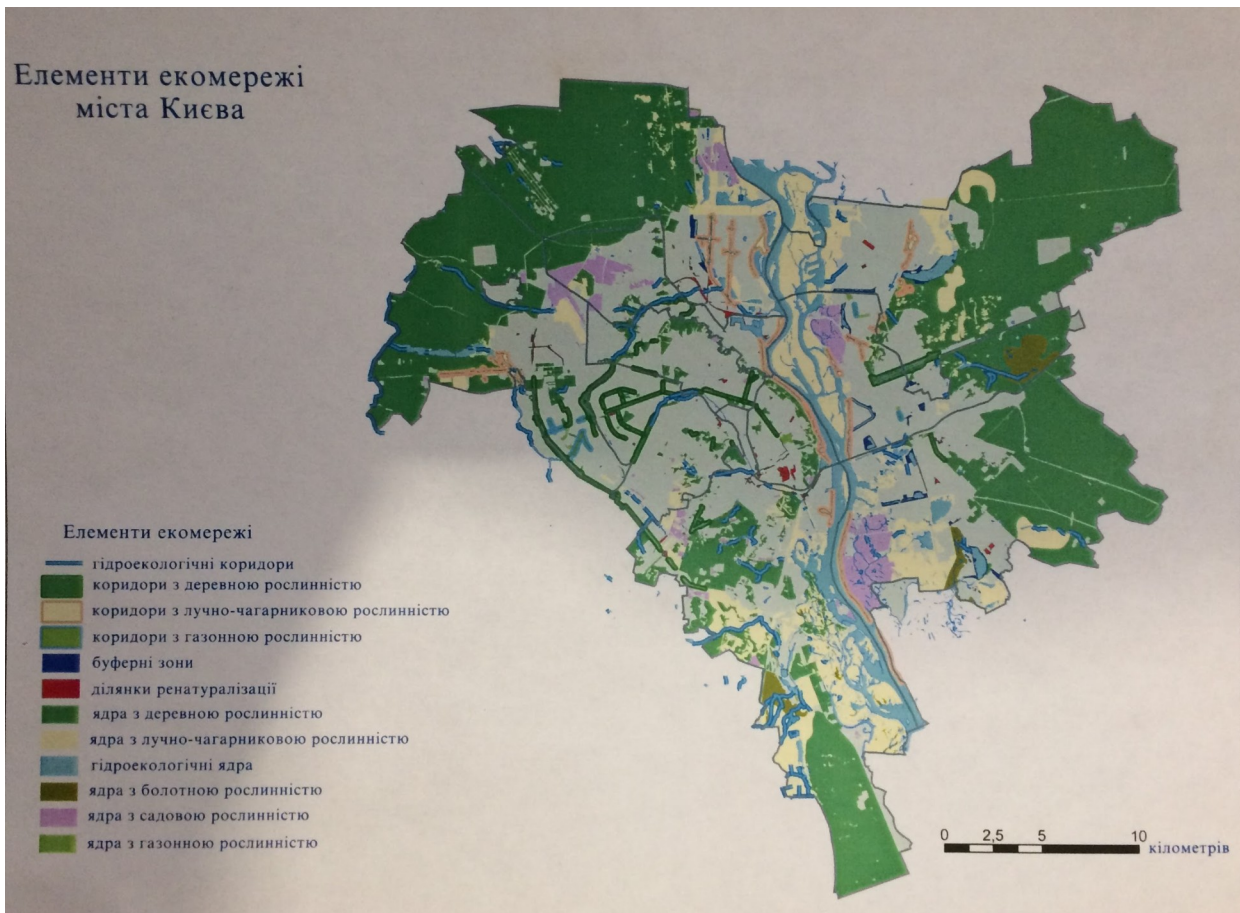 Елементи екомережі
міста Києва
Елементи екомережі
гідроекологічні коридори
коридори з деревною рослинністю
коридори з лучно-чагарниковою рослинністю
коридори з газонною рослинністю
буферні зони
ділянки ренатуралізації
ядра з деревною рослинністю
ядра з лучно-чагарниковою рослинністю
гідроекологічні ядра
ядра з болотною рослинністю
ядра з садовою рослинністю
ядра з газонною рослинністю
0 2,5 5 10
кілометрів